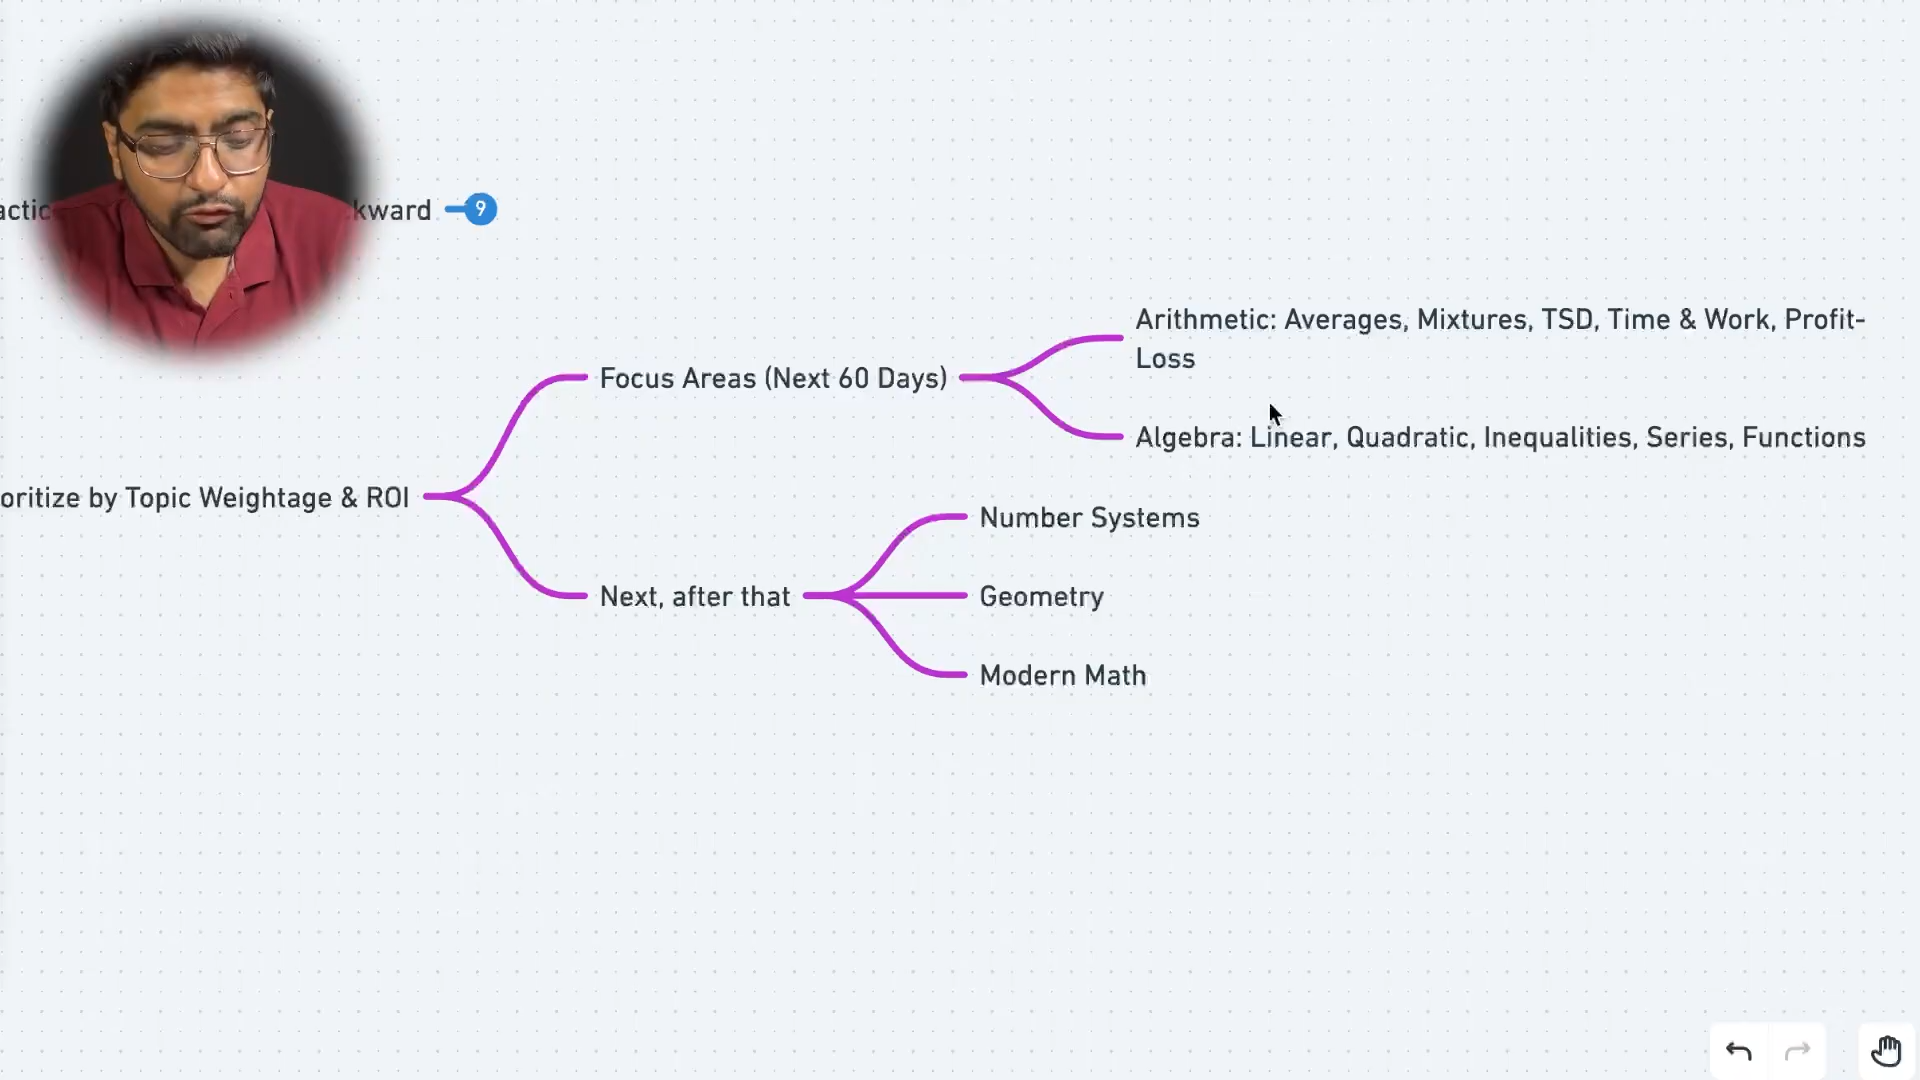 kward
9
Arithmetic: Averages, Mixtures, TSD, Time & Work, Profit-
Loss
Focus Areas (Next 60 Days)
Algebra: Linear, Quadratic, Inequalities, Series, Functions
oritize by Topic Weightage & ROI
Number Systems
Next, after that
Geometry
Modern Math